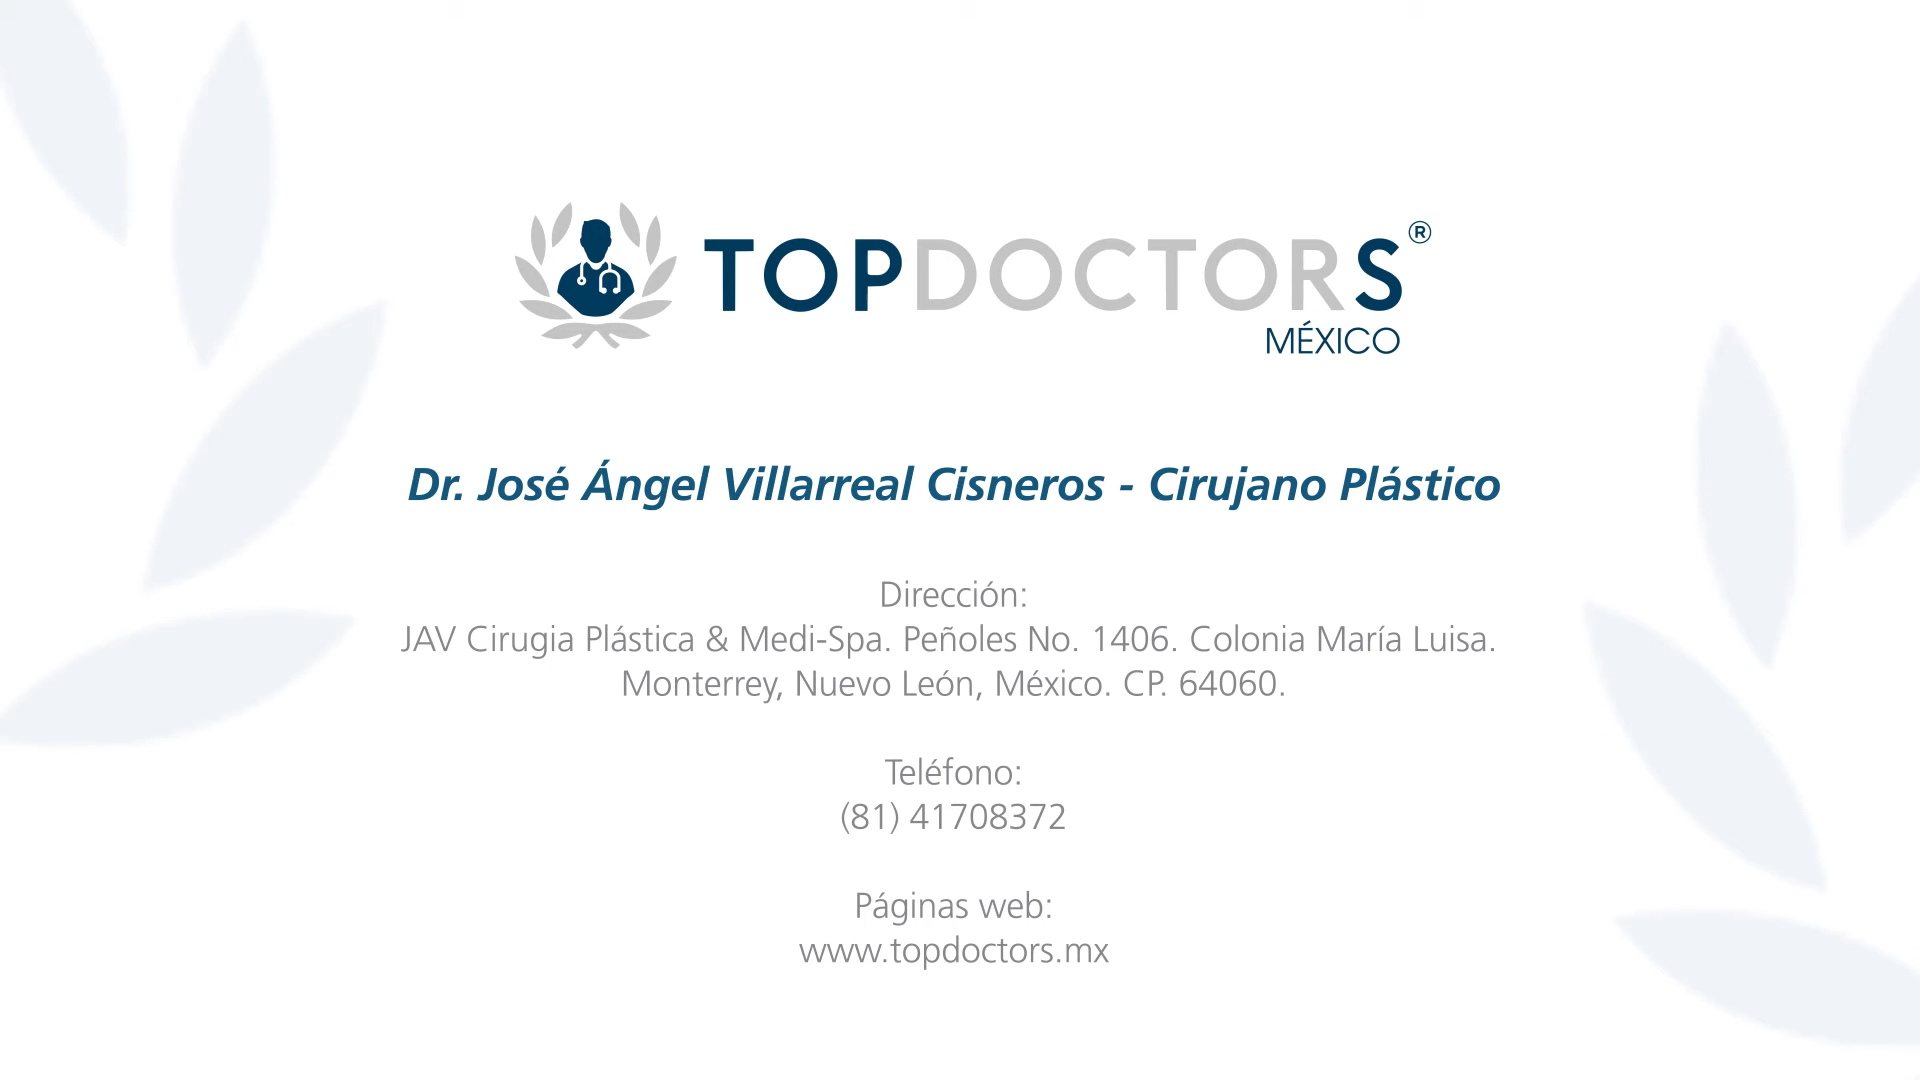 TOPDOCTORS®
MÉXICO
Dr. José Ángel Villarreal Cisneros - Cirujano Plástico
Dirección:
JAV Cirugia Plástica & Medi-Spa. Peñoles No. 1406. Colonia María Luisa.
Monterrey, Nuevo León, México. CP. 64060.
Teléfono:
(81) 41708372
Páginas web:
www.topdoctors.mx